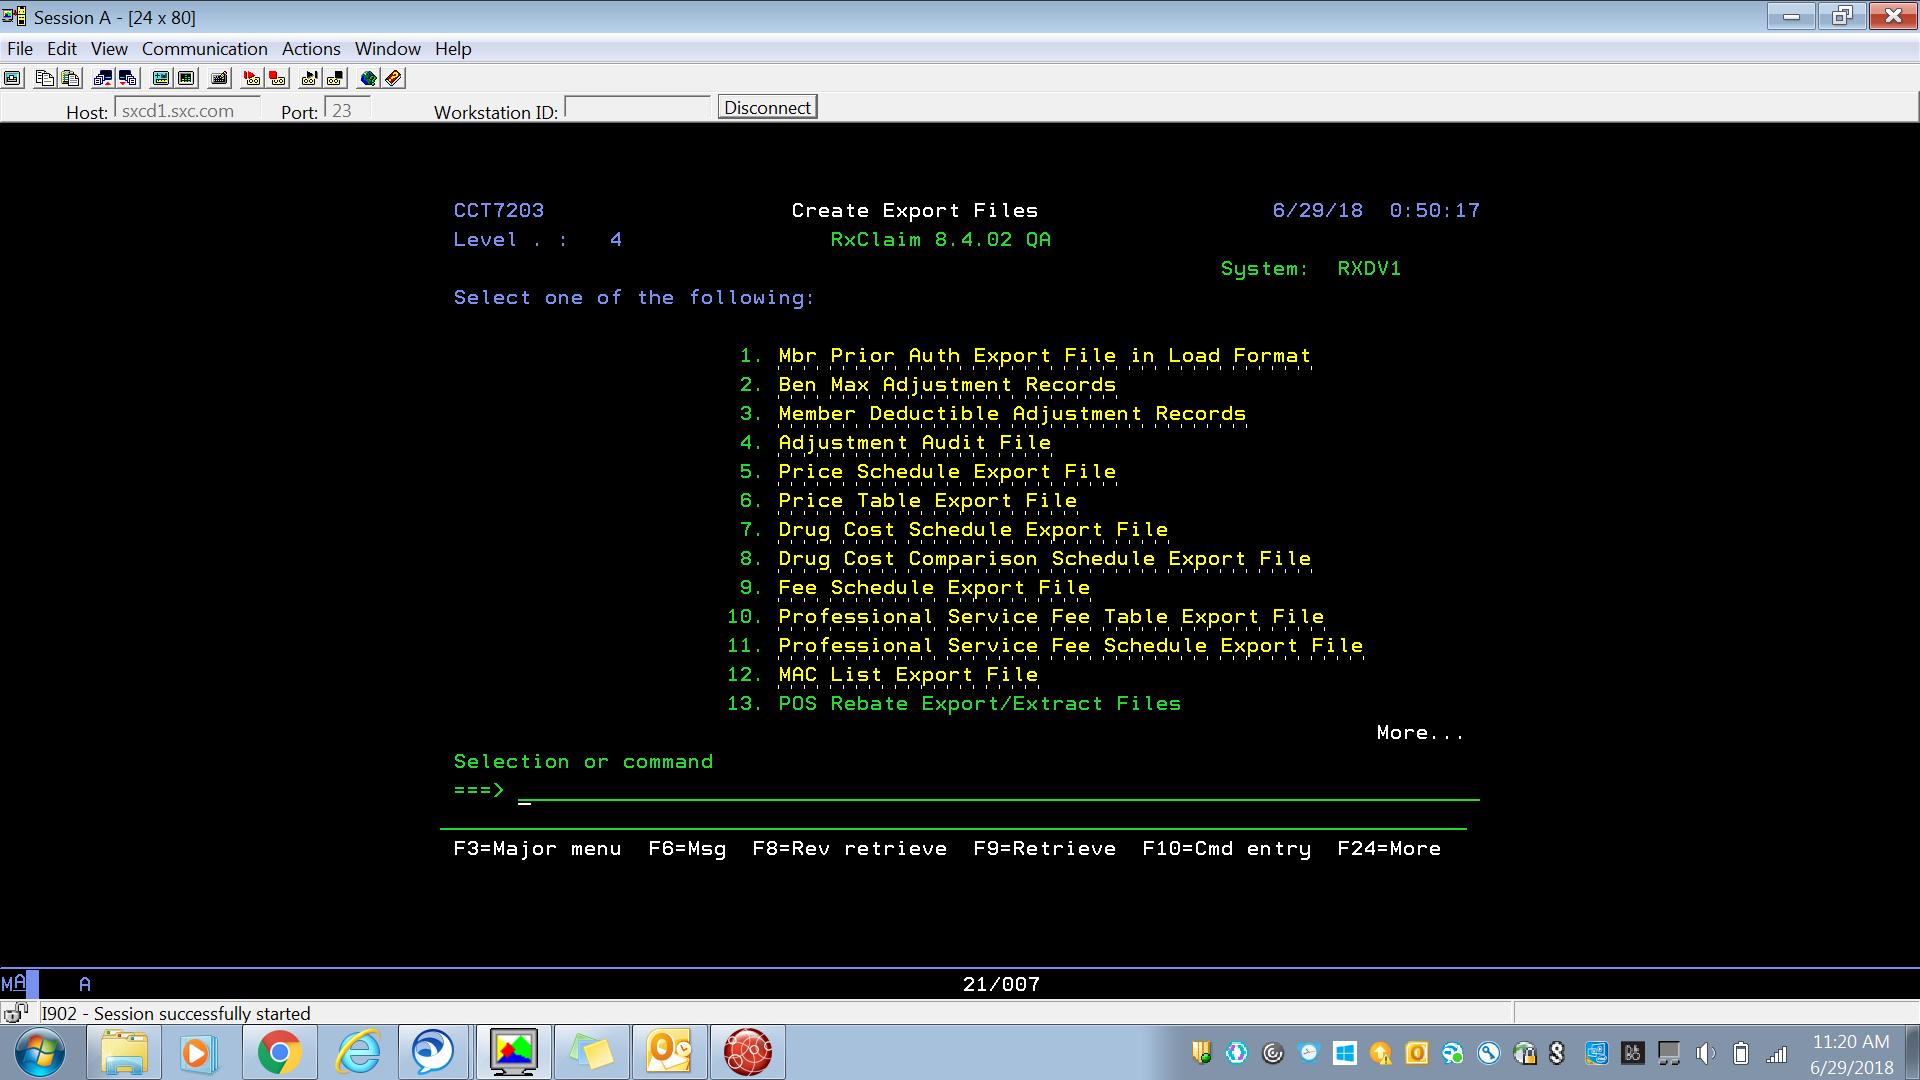 Session A - [24 x 80]
File Edit View Communication Actions Window Help
Host: sxcd1.sxc.com Port: 23 Workstation ID: Disconnect
CCT7203 Create Export Files 6/29/18 0:50:17
Level . : 4 RxClaim 8.4.02 QA
System: RXDV1
Select one of the following:
1. Mbr Prior Auth Export File in Load Format
2. Ben Max Adjustment Records
3. Member Deductible Adjustment Records
4. Adjustment Audit File
5. Price Schedule Export File
6. Price Table Export File
7. Drug Cost Schedule Export File
8. Drug Cost Comparison Schedule Export File
9. Fee Schedule Export File
10. Professional Service Fee Table Export File
11. Professional Service Fee Schedule Export File
12. MAC List Export File
13. POS Rebate Export/Extract Files
More...
Selection or command
===>
F3=Major menu F6=Msg F8=Rev retrieve F9=Retrieve F10=Cmd entry F24=More
MA A 21/007
I902 - Session successfully started
11:20 AM
6/29/2018